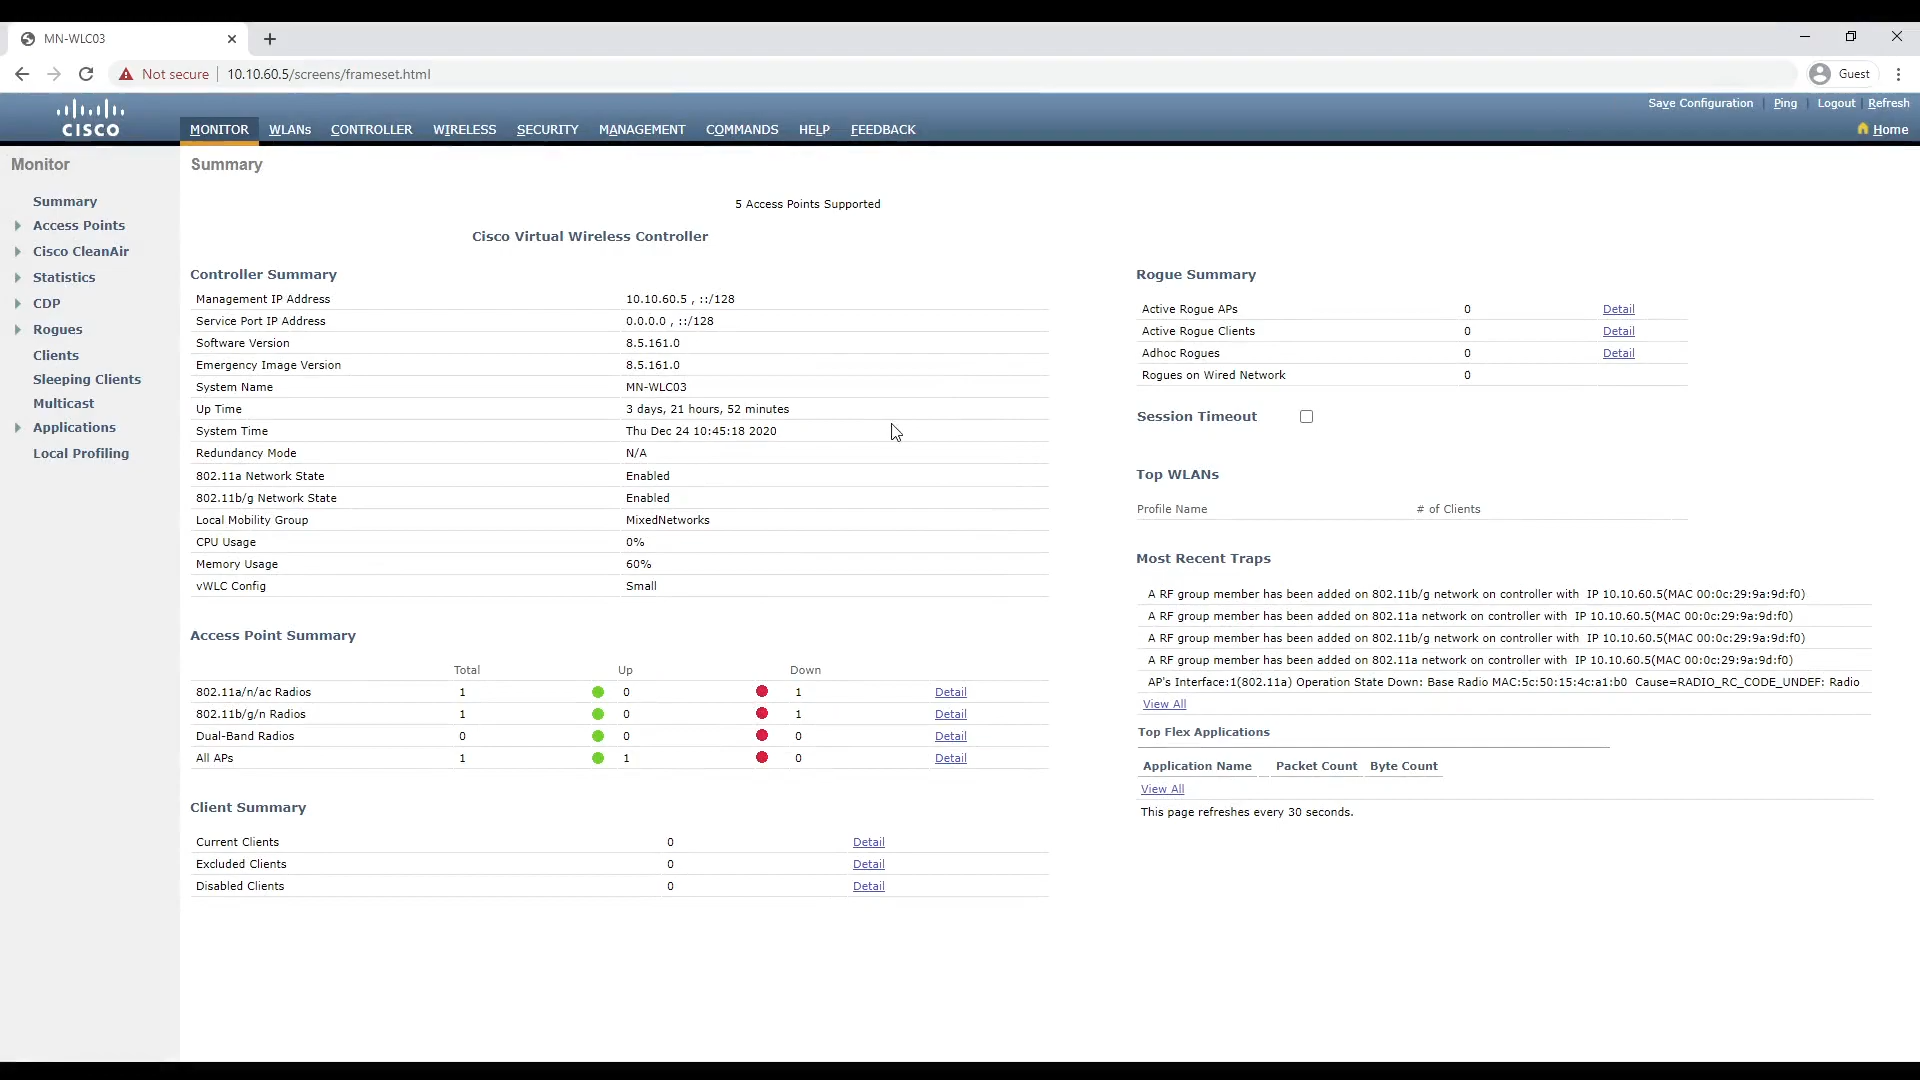 MN-WLC03
Not secure 10.10.60.5/screens/frameset.html Guest
Save Configuration Ping Logout Refresh
CISCO
MONITOR WLANs CONTROLLER WIRELESS SECURITY MANAGEMENT COMMANDS HELP FEEDBACK Home
Monitor
Summary
Access Points
Cisco CleanAir
Statistics
CDP
Rogues
Clients
Sleeping Clients
Multicast
Applications
Local Profiling
Summary
5 Access Points Supported
Cisco Virtual Wireless Controller
Controller Summary
Management IP Address 10.10.60.5 , ::/128
Service Port IP Address 0.0.0.0 , ::/128
Software Version 8.5.161.0
Emergency Image Version 8.5.161.0
System Name MN-WLC03
Up Time 3 days, 21 hours, 52 minutes
System Time Thu Dec 24 10:45:18 2020
Redundancy Mode N/A
802.11a Network State Enabled
802.11b/g Network State Enabled
Local Mobility Group MixedNetworks
CPU Usage 0%
Memory Usage 60%
vWLC Config Small
Access Point Summary
Total Up Down
802.11a/n/ac Radios 1 0 1 Detail
802.11b/g/n Radios 1 0 1 Detail
Dual-Band Radios 0 0 0 Detail
All APs 1 1 0 Detail
Client Summary
Current Clients 0 Detail
Excluded Clients 0 Detail
Disabled Clients 0 Detail
Rogue Summary
Active Rogue APs 0 Detail
Active Rogue Clients 0 Detail
Adhoc Rogues 0 Detail
Rogues on Wired Network 0
Session Timeout
Top WLANs
Profile Name # of Clients
Most Recent Traps
A RF group member has been added on 802.11b/g network on controller with IP 10.10.60.5(MAC 00:0c:29:9a:9d:f0)
A RF group member has been added on 802.11a network on controller with IP 10.10.60.5(MAC 00:0c:29:9a:9d:f0)
A RF group member has been added on 802.11b/g network on controller with IP 10.10.60.5(MAC 00:0c:29:9a:9d:f0)
A RF group member has been added on 802.11a network on controller with IP 10.10.60.5(MAC 00:0c:29:9a:9d:f0)
AP's Interface:1(802.11a) Operation State Down: Base Radio MAC:5c:50:15:4c:a1:b0 Cause=RADIO_RC_CODE_UNDEF: Radio
View All
Top Flex Applications
Application Name Packet Count Byte Count
View All
This page refreshes every 30 seconds.